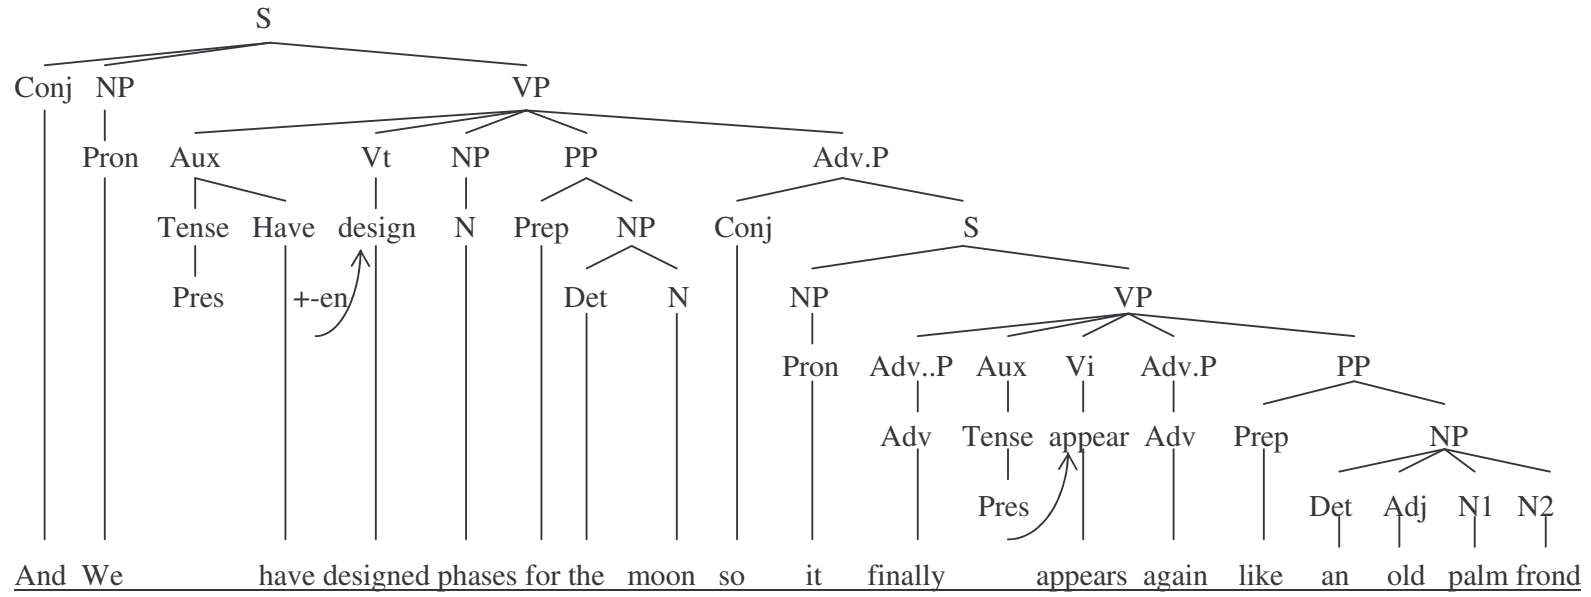 S
Conj NP VP
Pron Aux Vt NP PP Adv.P
Tense Have design N Prep NP Conj S
Pres +-en Det N NP VP
Pron Adv..P Aux Vi Adv.P PP
Adv Tense appear Adv Prep NP
Pres Det Adj N1 N2
And We have designed phases for the moon so it finally appears again like an old palm frond